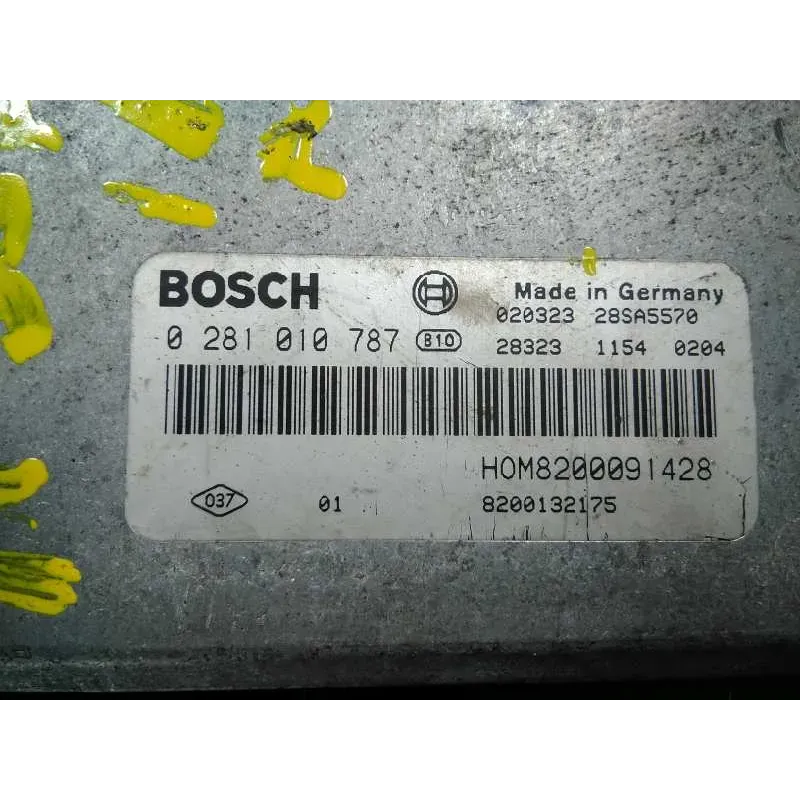 BOSCH
Made in Germany
020323 28SA5570
0 281 010 787 B10
28323 1154 0204
HOM8200091428
037 01 8200132175